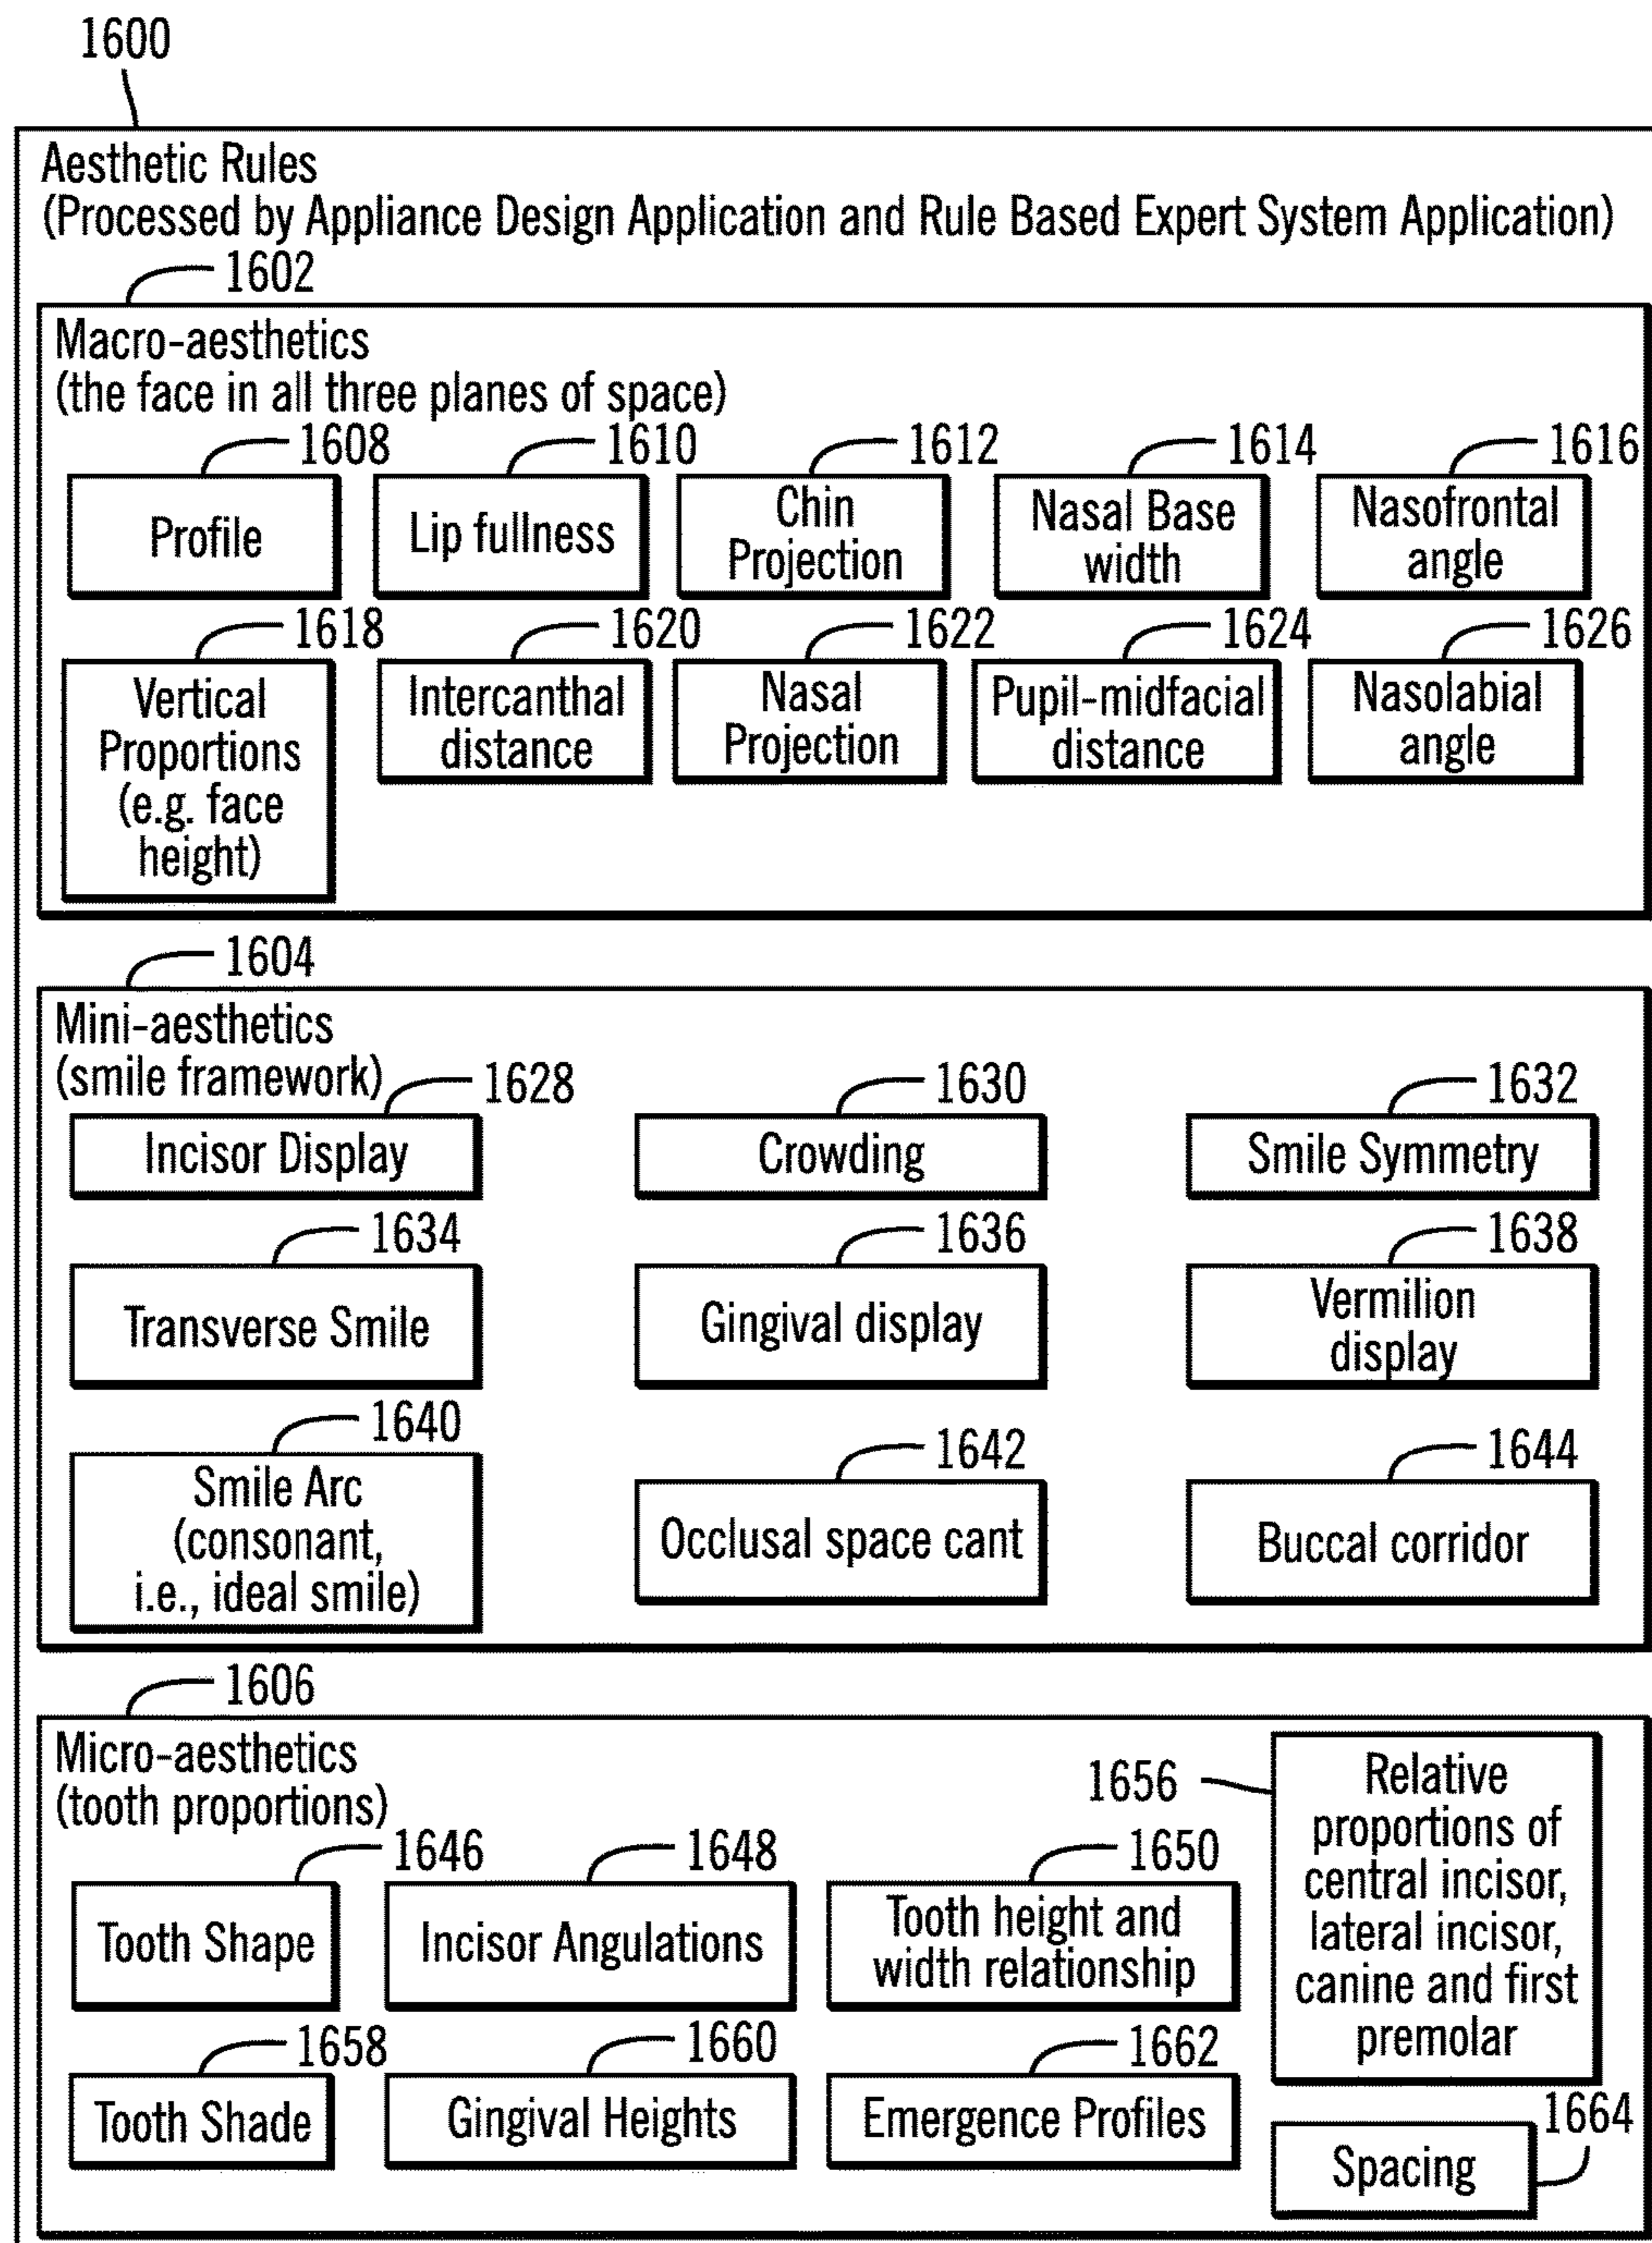 1600
Aesthetic Rules
(Processed by Appliance Design Application and Rule Based Expert System Application)
1602
Macro-aesthetics
(the face in all three planes of space)
1608
1610
1612
1614
1616
Profile
Lip fullness
Chin
Projection
Nasal Base
width
Nasofrontal
angle
1618
1620
1622
1624
1626
Vertical
Proportions
(e.g. face
height)
Intercanthal
distance
Nasal
Projection
Pupil-midfacial
distance
Nasolabial
angle
1604
Mini-aesthetics
(smile framework)
1628
1630
1632
Incisor Display
Crowding
Smile Symmetry
1634
1636
1638
Transverse Smile
Gingival display
Vermilion
display
1640
1642
1644
Smile Arc
(consonant,
i.e., ideal smile)
Occlusal space cant
Buccal corridor
1606
Micro-aesthetics
(tooth proportions)
1646
1648
1650
1656
Tooth Shape
Incisor Angulations
Tooth height and
width relationship
Relative
proportions of
central incisor,
lateral incisor,
canine and first
premolar
1658
1660
1662
1664
Tooth Shade
Gingival Heights
Emergence Profiles
Spacing